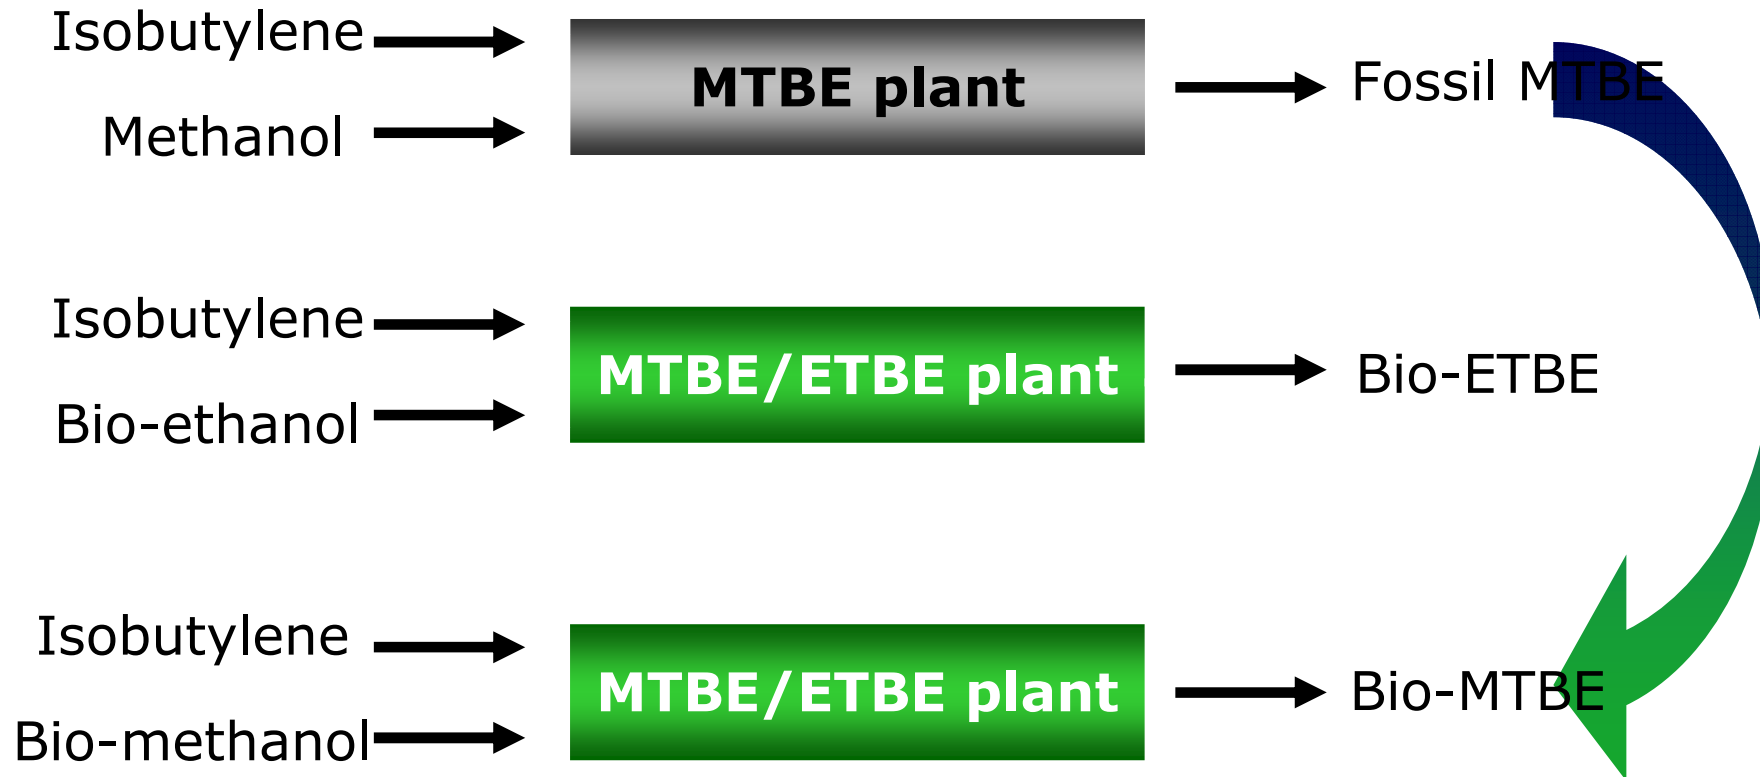 Isobutylene
MTBE plant
Fossil MTBE
Methanol
Isobutylene
MTBE/ETBE plant
Bio-ETBE
Bio-ethanol
Isobutylene
MTBE/ETBE plant
Bio-MTBE
Bio-methanol